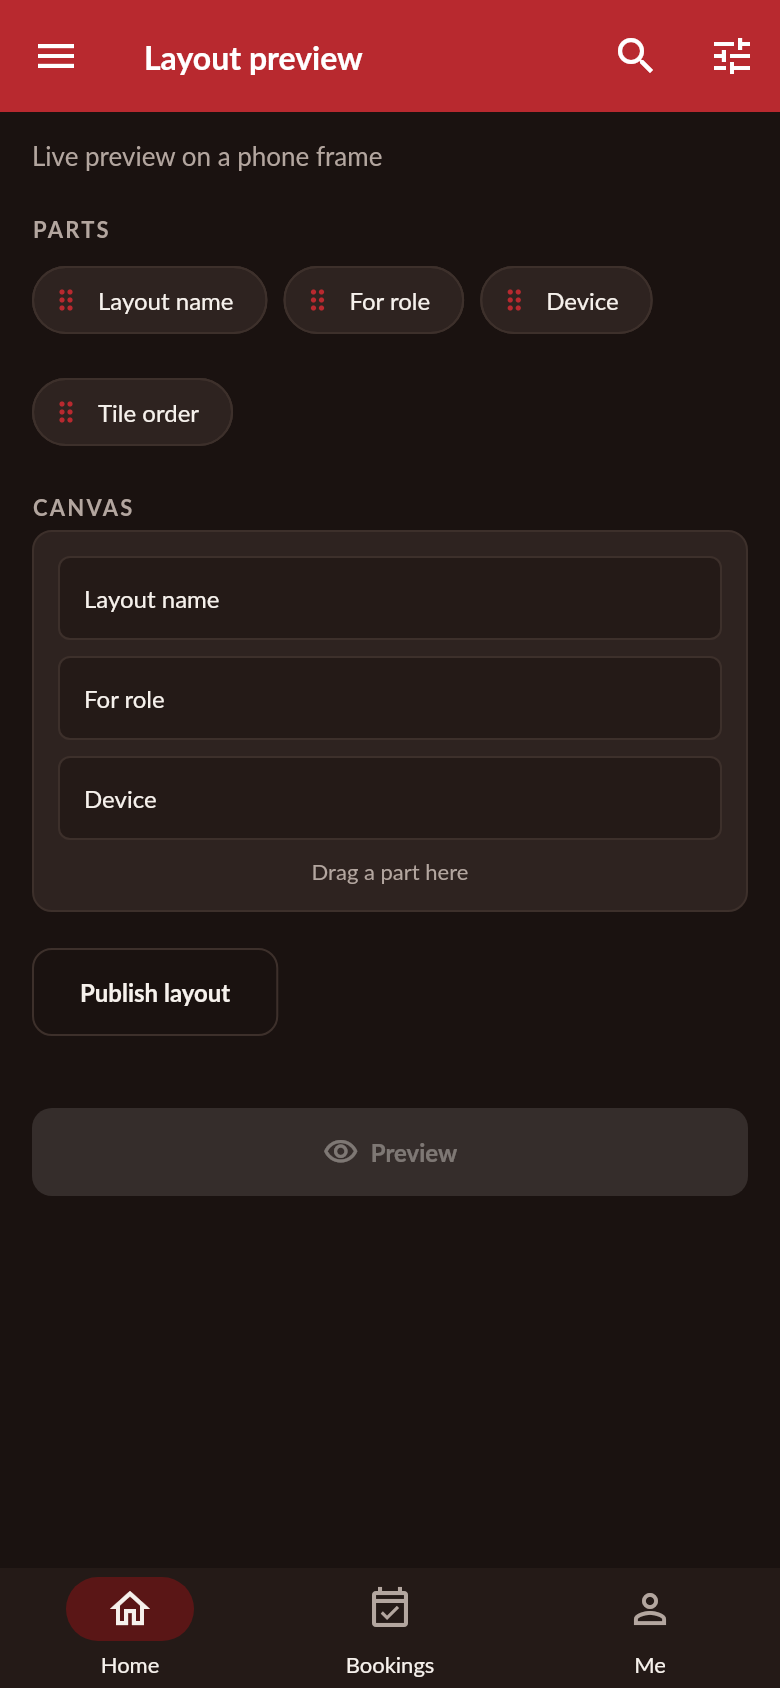 Layout preview
Live preview on a phone frame
PARTS
Layout name
For role
Device
Tile order
CANVAS
Layout name
For role
Device
Drag a part here
Publish layout
Preview
Home
Bookings
Me